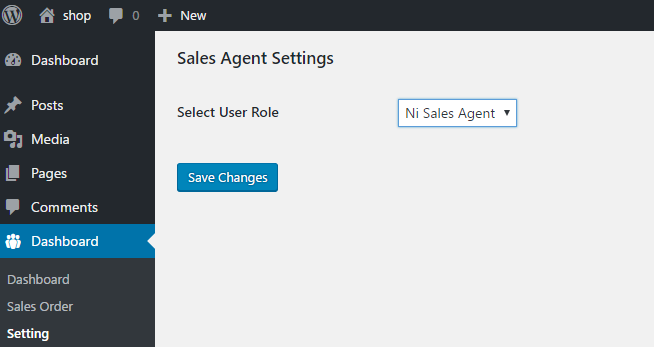 shop 0 New
Dashboard
Posts
Media
Pages
Comments
Dashboard
Dashboard
Sales Order
Setting
Sales Agent Settings
Select User Role Ni Sales Agent
Save Changes